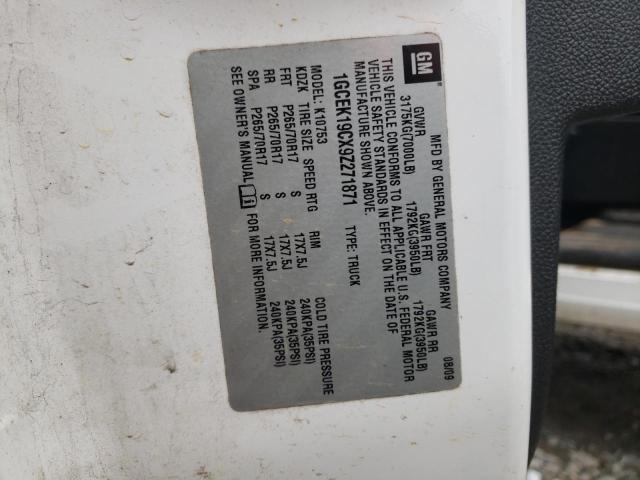 GM
MFD BY GENERAL MOTORS COMPANY 08/09
GVWR GAWR FRT GAWR RR
3175KG(7000LB) 1792KG(3950LB) 1792KG(3950LB)
THIS VEHICLE CONFORMS TO ALL APPLICABLE U.S. FEDERAL MOTOR
VEHICLE SAFETY STANDARDS IN EFFECT ON THE DATE OF
MANUFACTURE SHOWN ABOVE.
1GCEK19CX9Z271871 TYPE: TRUCK
MODEL: K10753
KDZK TIRE SIZE SPEED RTG RIM COLD TIRE PRESSURE
FRT P265/70R17 S 17X7.5J 240KPA(35PSI)
RR P265/70R17 S 17X7.5J 240KPA(35PSI)
SPA P265/70R17 S 17X7.5J 240KPA(35PSI)
SEE OWNER'S MANUAL FOR MORE INFORMATION.